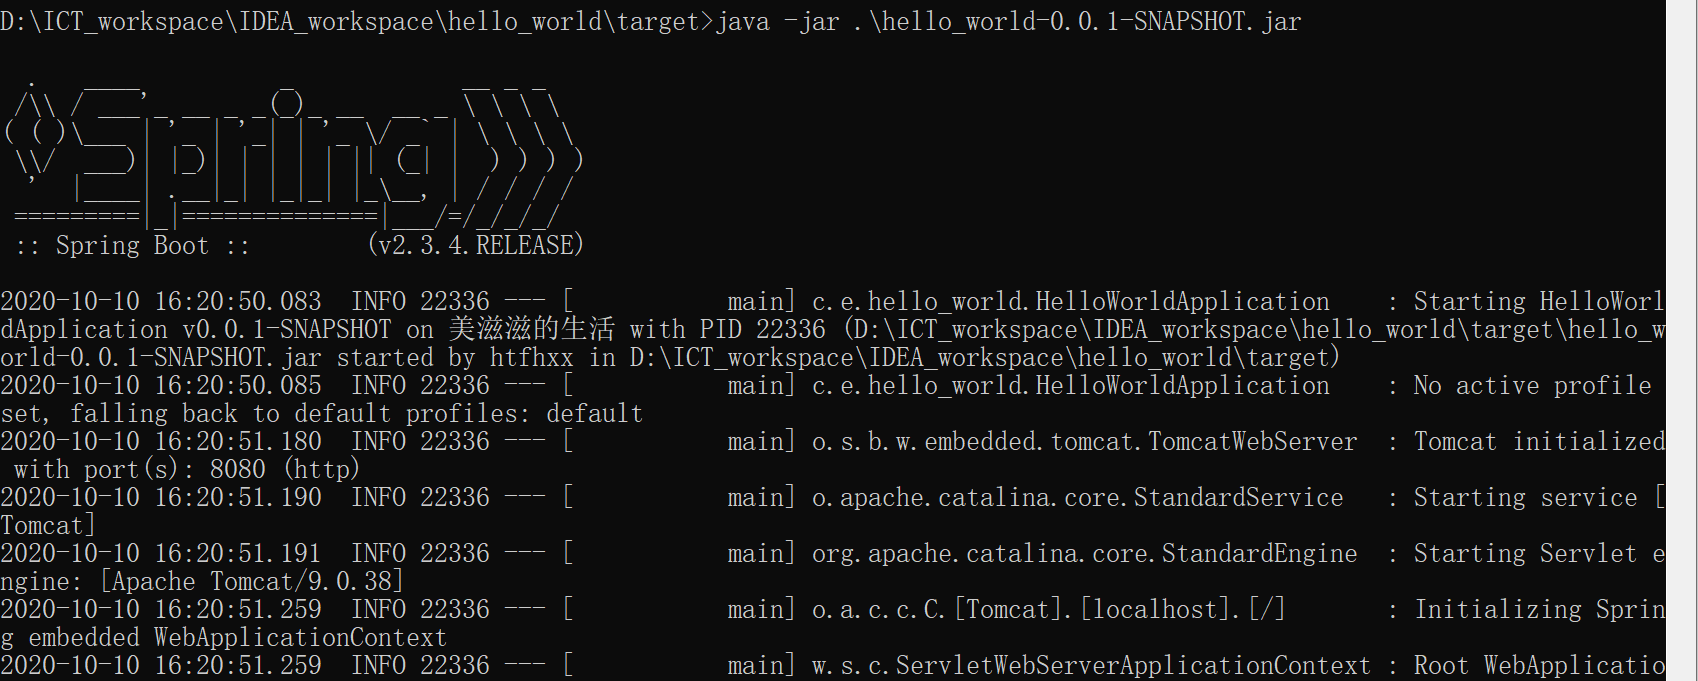 D:\ICT_workspace\IDEA_workspace\hello_world\target>java -jar .\hello_world-0.0.1-SNAPSHOT.jar
  .   ____          _            __ _ _
 /\\ / ___'_ __ _ _(_)_ __  __ _ \ \ \ \
( ( )\___ | '_ | '_| | '_ \/ _` | \ \ \ \
 \\/  ___)| |_)| | | | | || (_| |  ) ) ) )
  '  |____| .__|_| |_|_| |_\__, | / / / /
 =========|_|==============|___/=/_/_/_/
 :: Spring Boot ::        (v2.3.4.RELEASE)
2020-10-10 16:20:50.083  INFO 22336 --- [           main] c.e.hello_world.HelloWorldApplication    : Starting HelloWorl
dApplication v0.0.1-SNAPSHOT on 美滋滋的生活 with PID 22336 (D:\ICT_workspace\IDEA_workspace\hello_world\target\hello_w
orld-0.0.1-SNAPSHOT.jar started by htfhxx in D:\ICT_workspace\IDEA_workspace\hello_world\target)
2020-10-10 16:20:50.085  INFO 22336 --- [           main] c.e.hello_world.HelloWorldApplication    : No active profile
set, falling back to default profiles: default
2020-10-10 16:20:51.180  INFO 22336 --- [           main] o.s.b.w.embedded.tomcat.TomcatWebServer  : Tomcat initialized
 with port(s): 8080 (http)
2020-10-10 16:20:51.190  INFO 22336 --- [           main] o.apache.catalina.core.StandardService   : Starting service [
Tomcat]
2020-10-10 16:20:51.191  INFO 22336 --- [           main] org.apache.catalina.core.StandardEngine  : Starting Servlet e
ngine: [Apache Tomcat/9.0.38]
2020-10-10 16:20:51.259  INFO 22336 --- [           main] o.a.c.c.C.[Tomcat].[localhost].[/]       : Initializing Sprin
g embedded WebApplicationContext
2020-10-10 16:20:51.259  INFO 22336 --- [           main] w.s.c.ServletWebServerApplicationContext : Root WebApplicatio